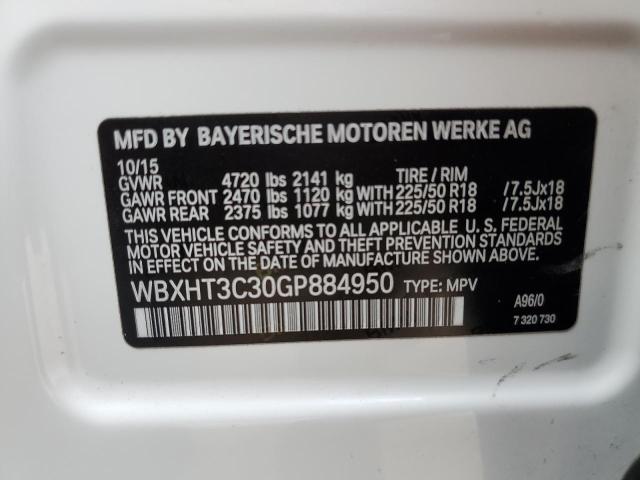 MFD BY BAYERISCHE MOTOREN WERKE AG
10/15
GVWR 4720 lbs 2141 kg TIRE / RIM
GAWR FRONT 2470 lbs 1120 kg WITH 225/50 R18 /7.5Jx18
GAWR REAR 2375 lbs 1077 kg WITH 225/50 R18 /7.5Jx18
THIS VEHICLE CONFORMS TO ALL APPLICABLE U. S. FEDERAL
MOTOR VEHICLE SAFETY AND THEFT PREVENTION STANDARDS IN
EFFECT ON THE DATE OF MANUFACTURE SHOWN ABOVE.
WBXHT3C30GP884950 TYPE: MPV
A96/0
7 320 730